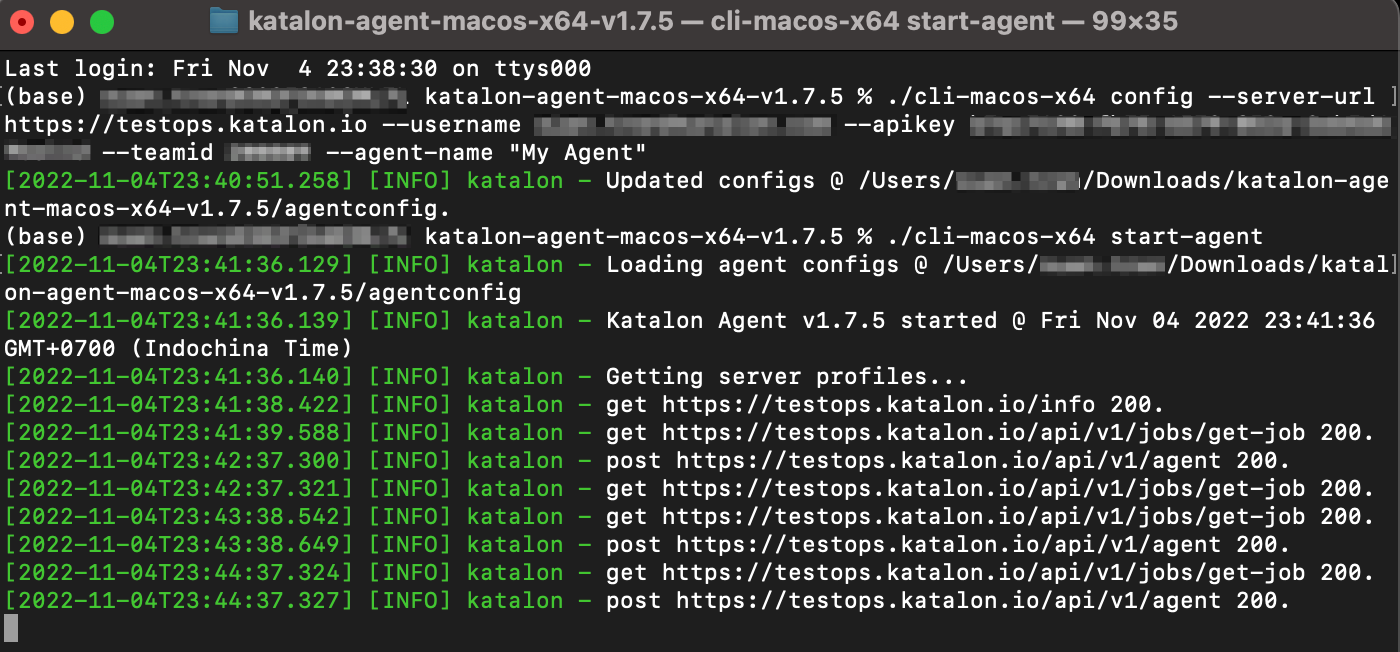 katalon-agent-macos-x64-v1.7.5 — cli-macos-x64 start-agent — 99×35
Last login: Fri Nov  4 23:38:30 on ttys000
(base) katalon-agent-macos-x64-v1.7.5 % ./cli-macos-x64 config --server-url
https://testops.katalon.io --username --apikey
--teamid --agent-name "My Agent"
[2022-11-04T23:40:51.258] [INFO] katalon - Updated configs @ /Users/ /Downloads/katalon-age
nt-macos-x64-v1.7.5/agentconfig.
(base) katalon-agent-macos-x64-v1.7.5 % ./cli-macos-x64 start-agent
[2022-11-04T23:41:36.129] [INFO] katalon - Loading agent configs @ /Users/ /Downloads/katal
on-agent-macos-x64-v1.7.5/agentconfig
[2022-11-04T23:41:36.139] [INFO] katalon - Katalon Agent v1.7.5 started @ Fri Nov 04 2022 23:41:36
GMT+0700 (Indochina Time)
[2022-11-04T23:41:36.140] [INFO] katalon - Getting server profiles...
[2022-11-04T23:41:38.422] [INFO] katalon - get https://testops.katalon.io/info 200.
[2022-11-04T23:41:39.588] [INFO] katalon - get https://testops.katalon.io/api/v1/jobs/get-job 200.
[2022-11-04T23:42:37.300] [INFO] katalon - post https://testops.katalon.io/api/v1/agent 200.
[2022-11-04T23:42:37.321] [INFO] katalon - get https://testops.katalon.io/api/v1/jobs/get-job 200.
[2022-11-04T23:43:38.542] [INFO] katalon - get https://testops.katalon.io/api/v1/jobs/get-job 200.
[2022-11-04T23:43:38.649] [INFO] katalon - post https://testops.katalon.io/api/v1/agent 200.
[2022-11-04T23:44:37.324] [INFO] katalon - get https://testops.katalon.io/api/v1/jobs/get-job 200.
[2022-11-04T23:44:37.327] [INFO] katalon - post https://testops.katalon.io/api/v1/agent 200.